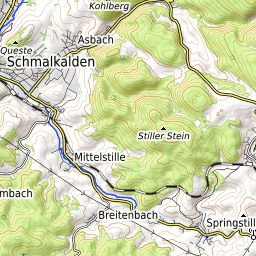 Kohlberg
Asbach
Queste
Schmalkalden
Stiller Stein
Mittelstille
mbach
Breitenbach
Springstill